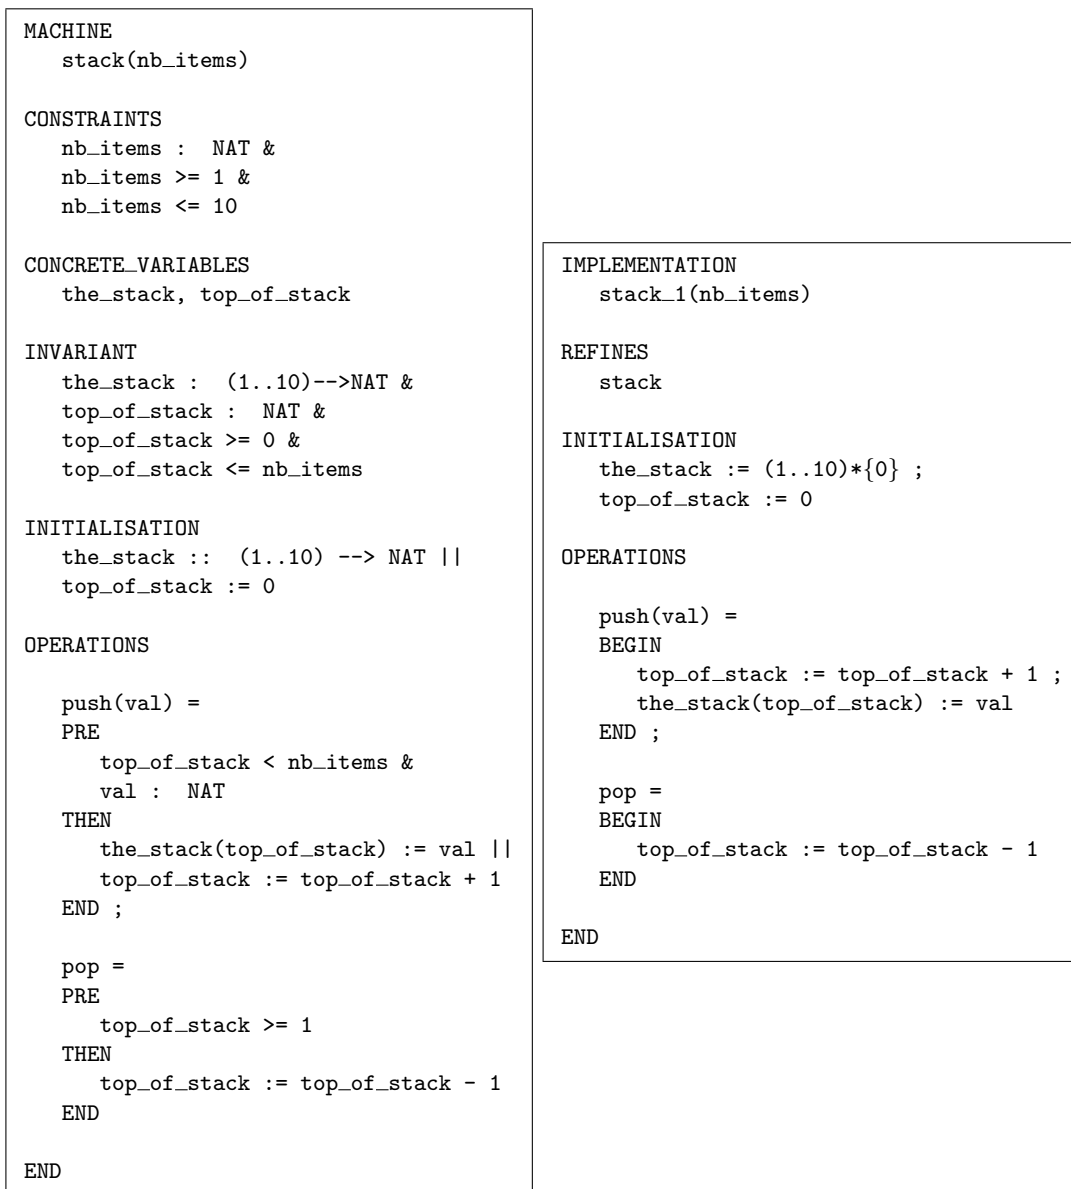 MACHINE
stack(nb_items)
CONSTRAINTS
nb_items : NAT &
nb_items >= 1 &
nb_items <= 10
CONCRETE_VARIABLES
the_stack, top_of_stack
INVARIANT
the_stack : (1..10)-->NAT &
top_of_stack : NAT &
top_of_stack >= 0 &
top_of_stack <= nb_items
INITIALISATION
the_stack :: (1..10) --> NAT ||
top_of_stack := 0
OPERATIONS
push(val) =
PRE
top_of_stack < nb_items &
val : NAT
THEN
the_stack(top_of_stack) := val ||
top_of_stack := top_of_stack + 1
END ;
pop =
PRE
top_of_stack >= 1
THEN
top_of_stack := top_of_stack - 1
END
END
IMPLEMENTATION
stack_1(nb_items)
REFINES
stack
INITIALISATION
the_stack := (1..10)*{0} ;
top_of_stack := 0
OPERATIONS
push(val) =
BEGIN
top_of_stack := top_of_stack + 1 ;
the_stack(top_of_stack) := val
END ;
pop =
BEGIN
top_of_stack := top_of_stack - 1
END
END